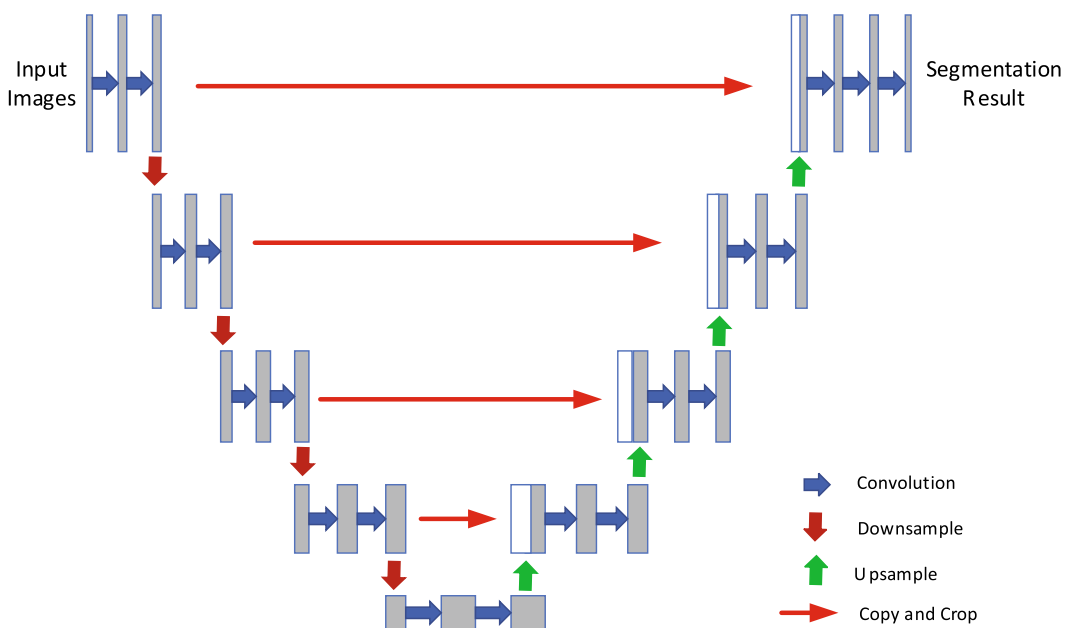 Input
Images
Segmentation
Result
Convolution
Downsample
Upsample
Copy and Crop